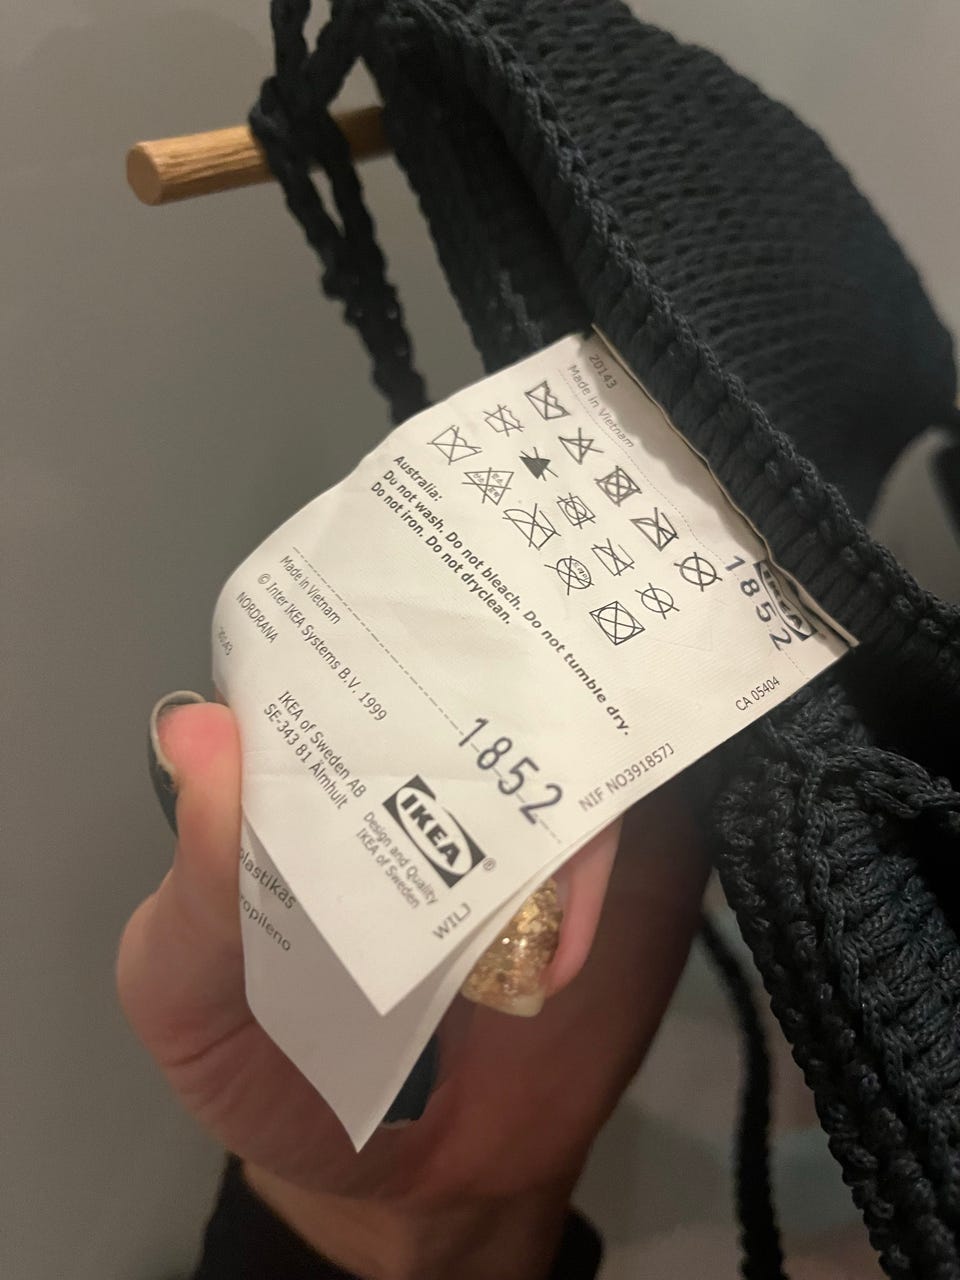 20143
Made in Vietnam
IKEA
1852
CA 05404
Australia:
Do not wash. Do not bleach. Do not tumble dry.
Do not iron. Do not dryclean.
NIF NO391857J
Made in Vietnam
© Inter IKEA Systems B.V. 1999
NORDRANA
1852
IKEA of Sweden AB
SE-343 81 Älmhult
IKEA®
Design and Quality
IKEA of Sweden
WILJ
plastikas
ropileno